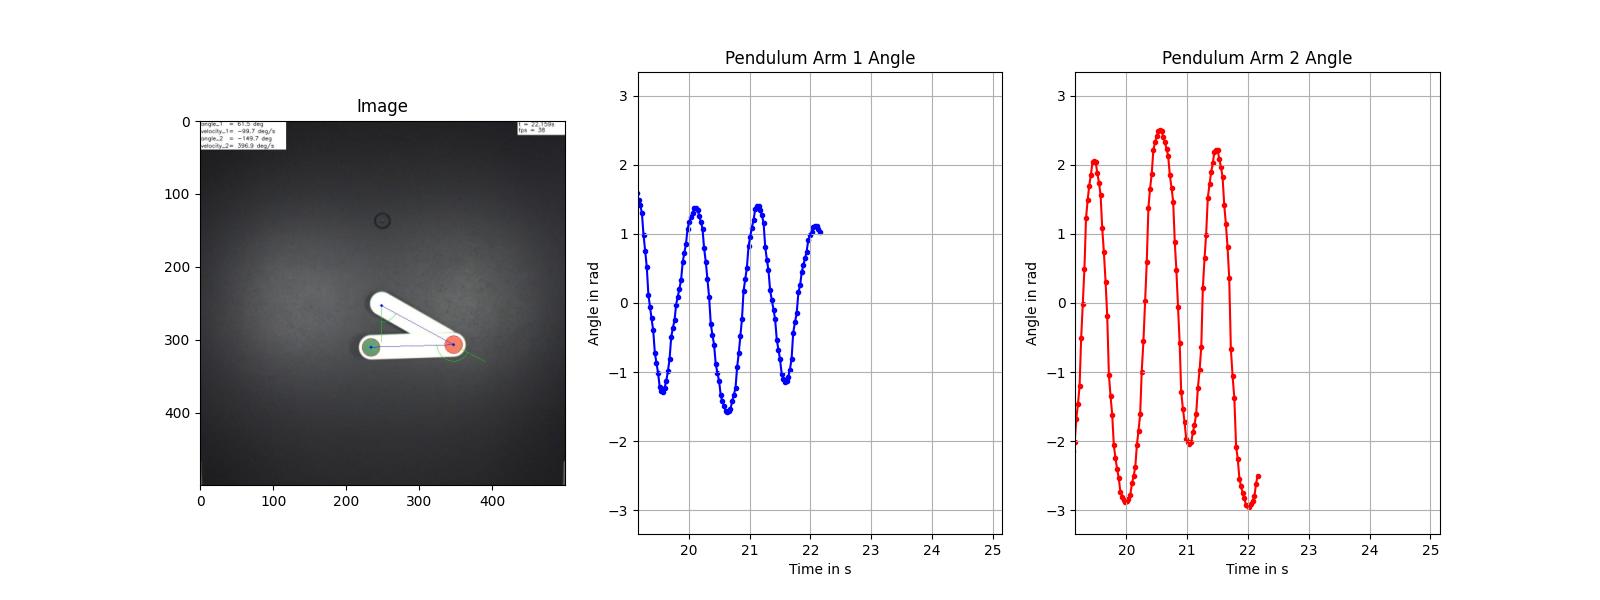 Image
angle_1 = 61.5 deg
velocity_1= -99.7 deg/s
angle_2 = -149.7 deg
velocity_2= 396.9 deg/s
t = 22.159s
fps = 38
0
100
200
300
400
0 100 200 300 400
Pendulum Arm 1 Angle
Angle in rad
3
2
1
0
−1
−2
−3
20 21 22 23 24 25
Time in s
Pendulum Arm 2 Angle
Angle in rad
3
2
1
0
−1
−2
−3
20 21 22 23 24 25
Time in s